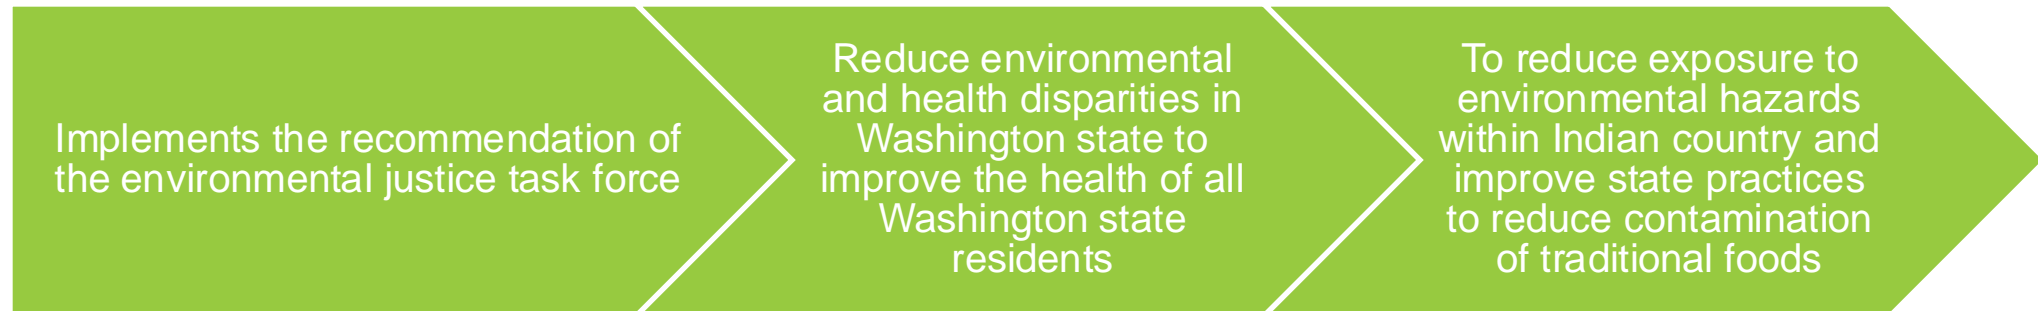 Implements the recommendation of
the environmental justice task force
Reduce environmental
and health disparities in
Washington state to
improve the health of all
Washington state
residents
To reduce exposure to
environmental hazards
within Indian country and
improve state practices
to reduce contamination
of traditional foods